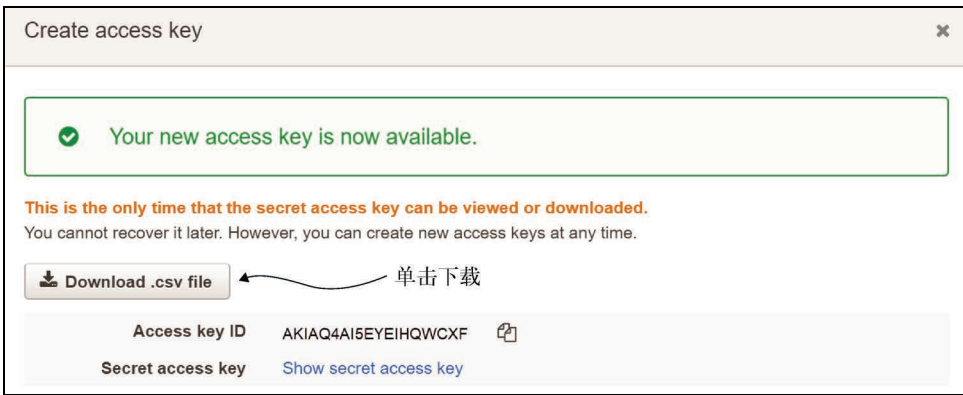 Create access key
Your new access key is now available.
This is the only time that the secret access key can be viewed or downloaded.
You cannot recover it later. However, you can create new access keys at any time.
Download .csv file
单击下载
Access key ID AKIAQ4AI5EYEIHQWCXF
Secret access key Show secret access key